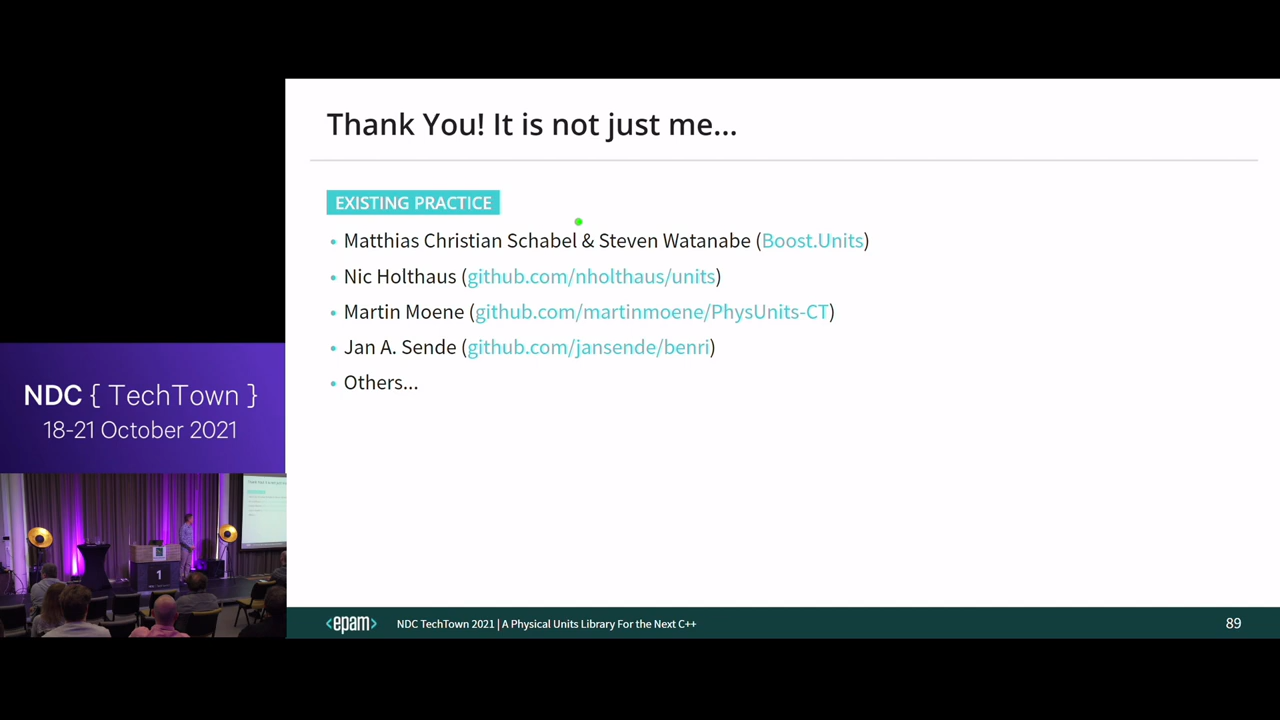 Thank You! It is not just me...
EXISTING PRACTICE
• Matthias Christian Schabel & Steven Watanabe (Boost.Units)
• Nic Holthaus (github.com/nholthaus/units)
• Martin Moene (github.com/martinmoene/PhysUnits-CT)
• Jan A. Sende (github.com/jansende/benri)
• Others...
NDC { TechTown }
18-21 October 2021
1
<epam> NDC TechTown 2021 | A Physical Units Library For the Next C++ 89